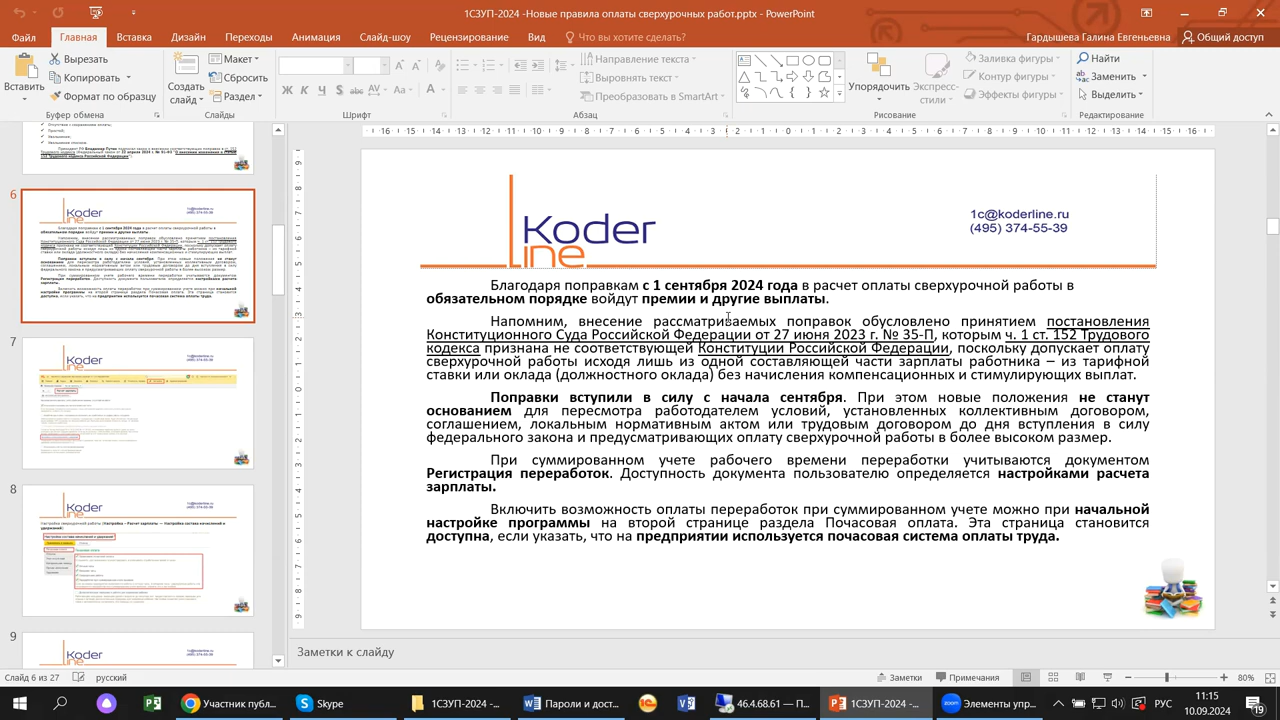 1СЗУП-2024 - сверхурочка, РВО.pptx - PowerPoint
Файл Главная Вставка Дизайн Переходы Анимация Слайд-шоу Рецензирование Вид Что вы хотите сделать? Гардышева Галина Евгеньевна Общий доступ
Вставить Вырезать Копировать Формат по образцу Буфер обмена
Создать слайд Макет Сбросить Раздел Слайды
Шрифт
Направление текста Выровнять текст Преобразовать в SmartArt Абзац
Упорядочить Экспресс-стили Заливка фигуры Контур фигуры Эффекты фигуры Рисование
Найти Заменить Выделить Редактирование
6
7
8
9
Koder line
1c@koderline.ru
(495) 374-55-39
Благодаря поправкам с 1 сентября 2024 года в расчет оплаты сверхурочной работы в
обязательном порядке войдут премии и другие выплаты.
Напомним, внесение рассматриваемых поправок обусловлено принятием постановления
Конституционного Суда Российской Федерации от 27 июня 2023 г. № 35-П, которым ч. 1 ст. 152 Трудового
кодекса признана не соответствующей Конституции Российской Федерации, поскольку допускает оплату
сверхурочной работы исходя лишь из одной составляющей части зарплаты работника – из тарифной
ставки или оклада (должностного оклада) без начисления компенсационных и стимулирующих выплат.
Поправки вступили в силу с начала сентября. При этом новые положения не станут
основанием для пересмотра работодателем условий, установленных коллективным договором,
соглашением, локальным нормативным актом или трудовым договором до дня вступления в силу
федерального закона и предусматривающих оплату сверхурочной работы в более высоком размере.
При суммированном учете рабочего времени переработки учитываются документом
Регистрация переработок. Доступность документа пользователю определяется настройками расчета
зарплаты.
Включить возможность оплаты переработок при суммированном учете можно при начальной
настройке программы на второй странице раздела Почасовая оплата. Эта страница становится
доступна, если указать, что на предприятии используется почасовая система оплаты труда.
Заметки к слайду
Слайд 6 из 27 русский Заметки Примечания 80%
Участник публ... Skype 1СЗУП-2024 -... Пароли и дост... 46.4.68.61 — П... 1СЗУП-2024 -... Элементы упр... 11:15
10.09.2024 19